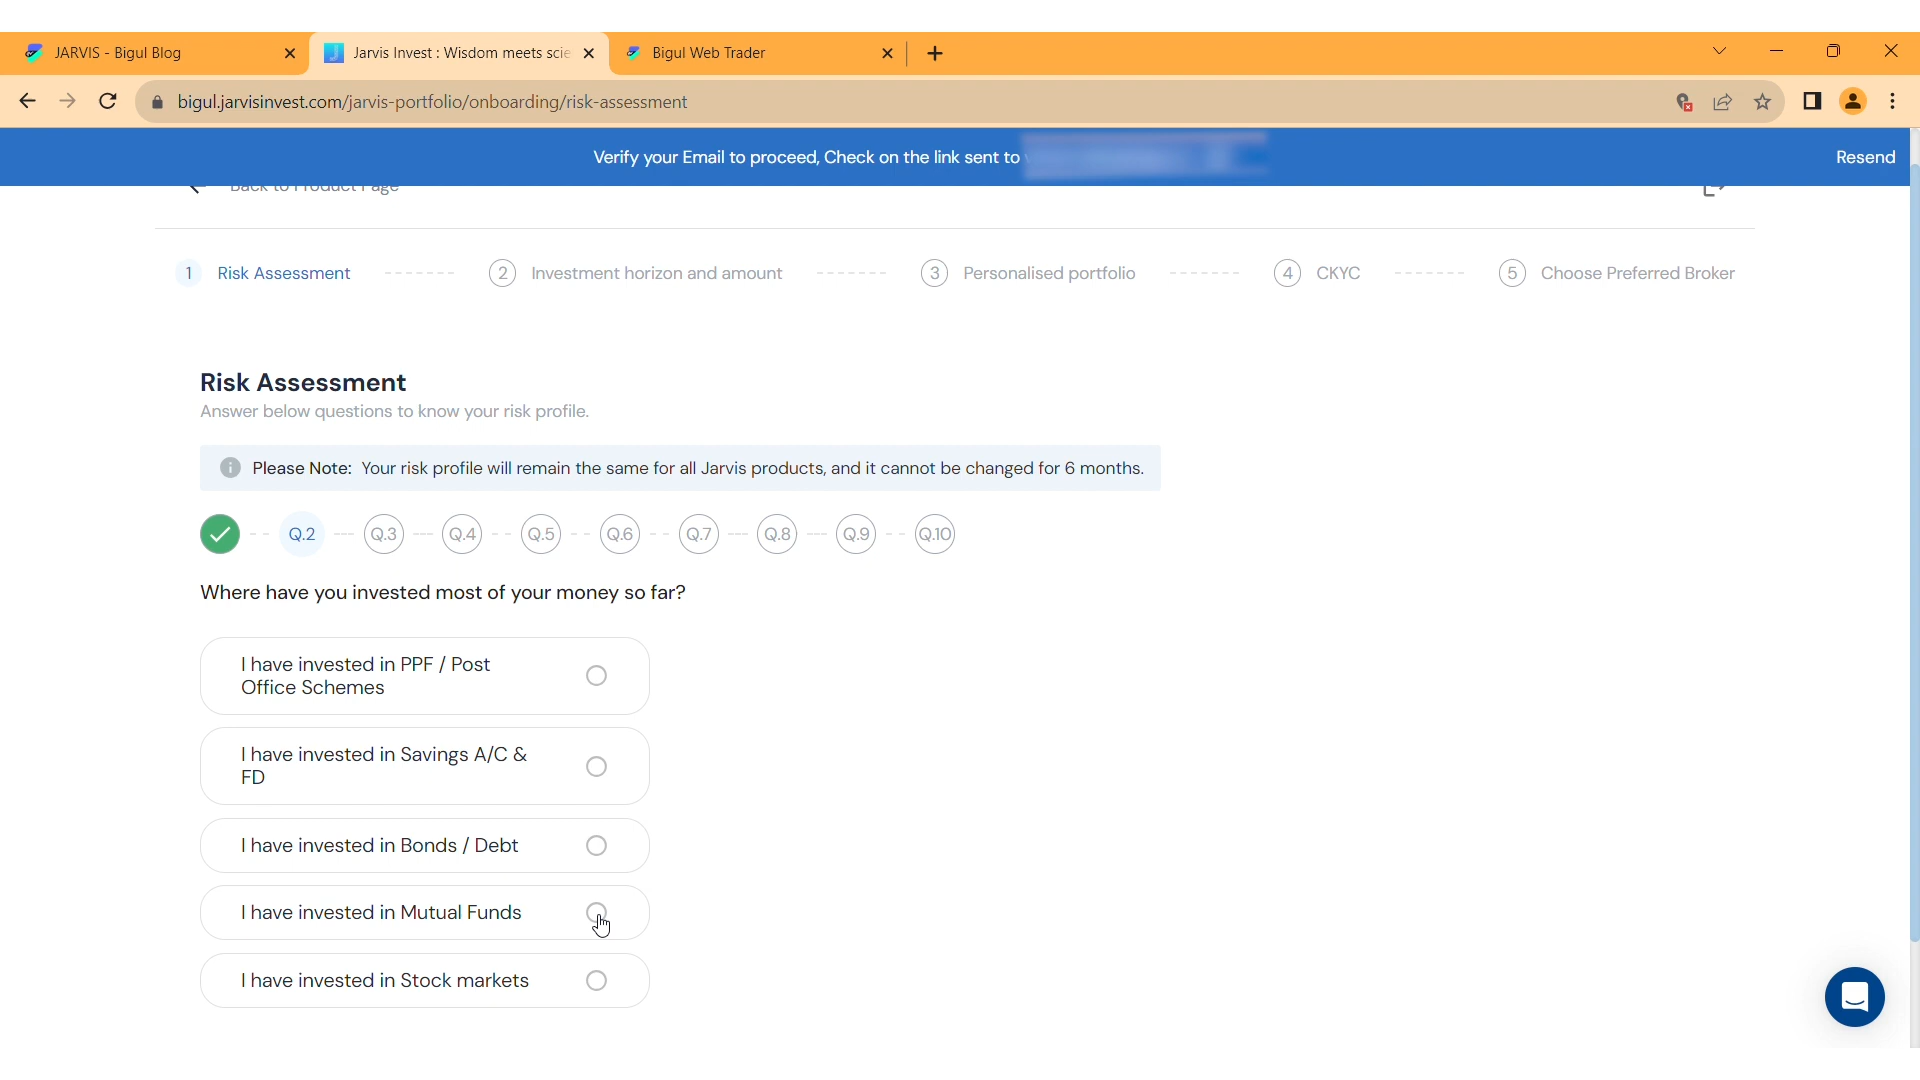 JARVIS - Bigul Blog
Jarvis Invest : Wisdom meets scie
Bigul Web Trader
bigul.jarvisinvest.com/jarvis-portfolio/onboarding/risk-assessment
Verify your Email to proceed, Check on the link sent to
Resend
Back to Product Page
1 Risk Assessment
2 Investment horizon and amount
3 Personalised portfolio
4 CKYC
5 Choose Preferred Broker
Risk Assessment
Answer below questions to know your risk profile.
Please Note: Your risk profile will remain the same for all Jarvis products, and it cannot be changed for 6 months.
Q.2 Q.3 Q.4 Q.5 Q.6 Q.7 Q.8 Q.9 Q.10
Where have you invested most of your money so far?
I have invested in PPF / Post
Office Schemes
I have invested in Savings A/C &
FD
I have invested in Bonds / Debt
I have invested in Mutual Funds
I have invested in Stock markets